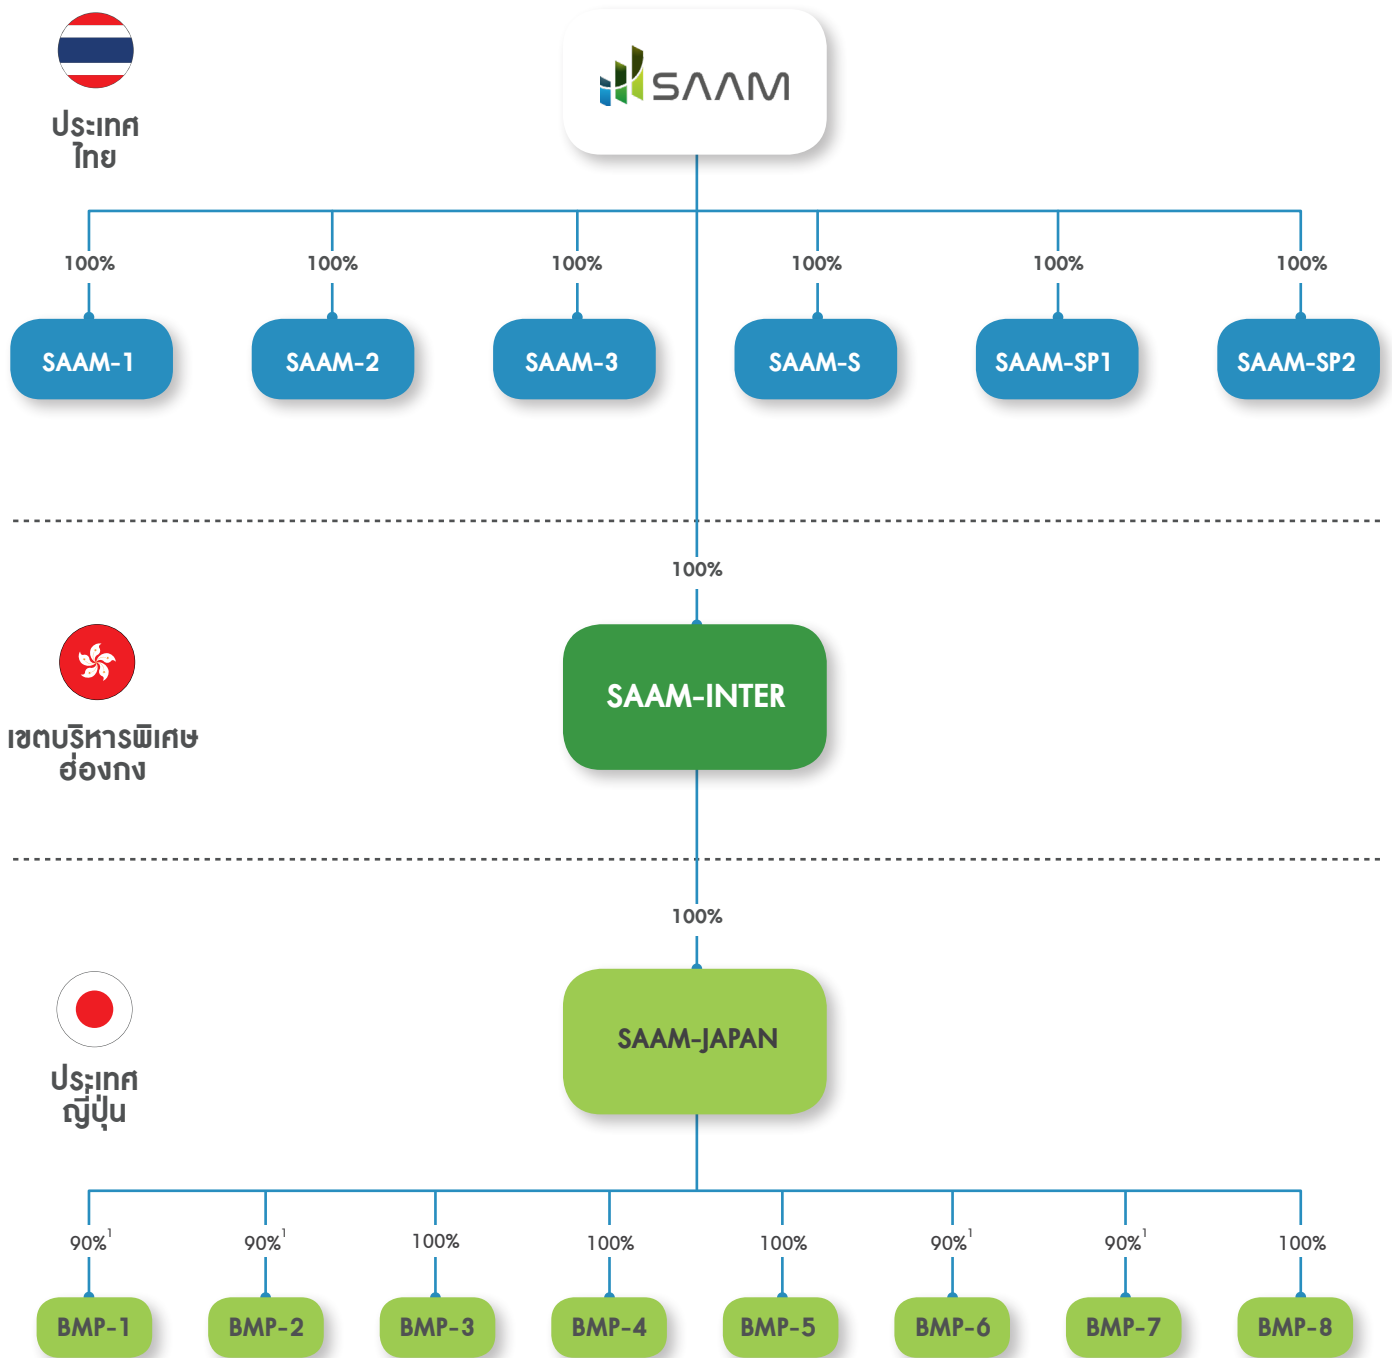 SAAM
ประเทศ
ไทย
100% 100% 100% 100% 100% 100%
SAAM-1 SAAM-2 SAAM-3 SAAM-S SAAM-SP1 SAAM-SP2
100%
SAAM-INTER
เขตบริหารพิเศษ
ฮ่องกง
100%
SAAM-JAPAN
ประเทศ
ญี่ปุ่น
90%¹ 90%¹ 100% 100% 100% 90%¹ 90%¹ 100%
BMP-1 BMP-2 BMP-3 BMP-4 BMP-5 BMP-6 BMP-7 BMP-8